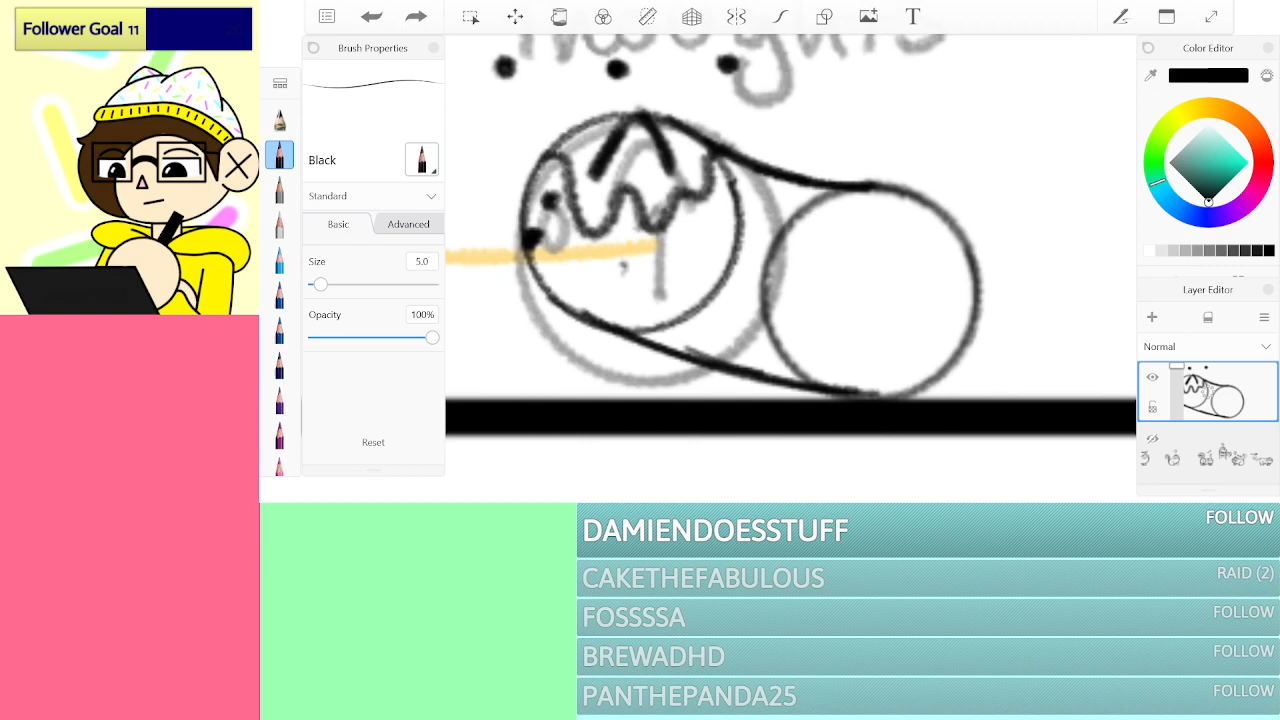 Follower Goal 11
T
Brush Properties
Color Editor
Black
Standard
Basic
Advanced
Size
5.0
Opacity
100%
Reset
Layer Editor
Normal
?
DAMIENDOESSTUFF
FOLLOW
CAKETHEFABULOUS
RAID (2)
FOSSSSA
FOLLOW
BREWADHD
FOLLOW
PANTHEPANDA25
FOLLOW